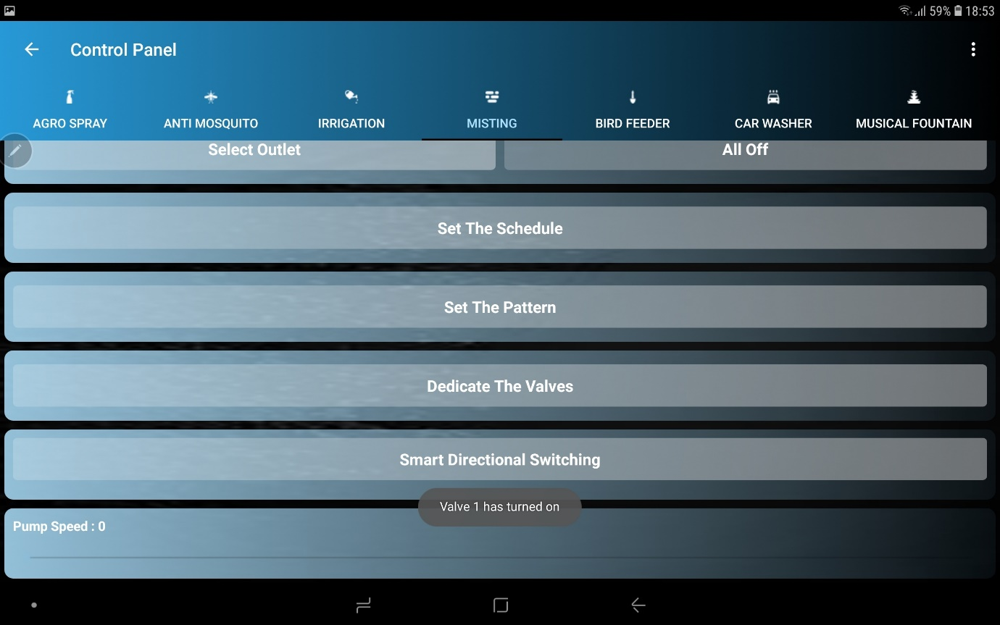 59% 18:53
Control Panel
AGRO SPRAY ANTI MOSQUITO IRRIGATION MISTING BIRD FEEDER CAR WASHER MUSICAL FOUNTAIN
Select Outlet All Off
Set The Schedule
Set The Pattern
Dedicate The Valves
Smart Directional Switching
Valve 1 has turned on
Pump Speed : 0